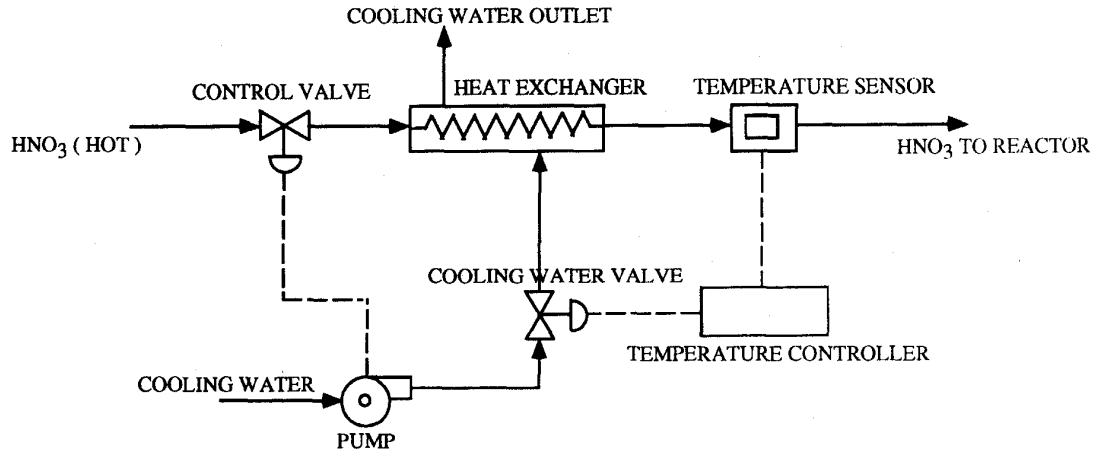 COOLING WATER OUTLET
CONTROL VALVE
HEAT EXCHANGER
TEMPERATURE SENSOR
HNO3 ( HOT )
HNO3 TO REACTOR
COOLING WATER VALVE
TEMPERATURE CONTROLLER
COOLING WATER
PUMP